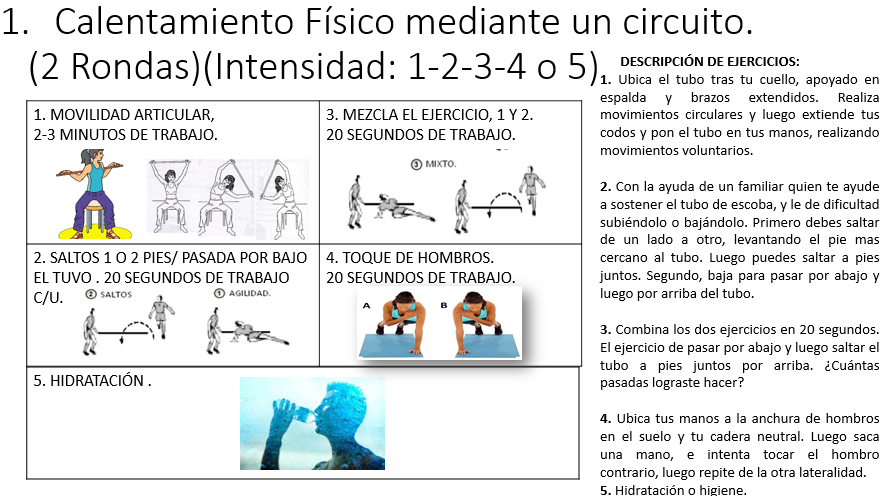 1. Calentamiento Físico mediante un circuito.
(2 Rondas)(Intensidad: 1-2-3-4 o 5)
1. MOVILIDAD ARTICULAR,
2-3 MINUTOS DE TRABAJO.
3. MEZCLA EL EJERCICIO, 1 Y 2.
20 SEGUNDOS DE TRABAJO.
3 MIXTO.
2. SALTOS 1 O 2 PIES/ PASADA POR BAJO
EL TUVO . 20 SEGUNDOS DE TRABAJO
C/U.
2 SALTOS
1 AGILIDAD.
4. TOQUE DE HOMBROS.
20 SEGUNDOS DE TRABAJO.
A
B
5. HIDRATACIÓN .
DESCRIPCIÓN DE EJERCICIOS:
1. Ubica el tubo tras tu cuello, apoyado en
espalda y brazos extendidos. Realiza
movimientos circulares y luego extiende tus
codos y pon el tubo en tus manos, realizando
movimientos voluntarios.
2. Con la ayuda de un familiar quien te ayude
a sostener el tubo de escoba, y le de dificultad
subiéndolo o bajándolo. Primero debes saltar
de un lado a otro, levantando el pie mas
cercano al tubo. Luego puedes saltar a pies
juntos. Segundo, baja para pasar por abajo y
luego por arriba del tubo.
3. Combina los dos ejercicios en 20 segundos.
El ejercicio de pasar por abajo y luego saltar el
tubo a pies juntos por arriba. ¿Cuántas
pasadas lograste hacer?
4. Ubica tus manos a la anchura de hombros
en el suelo y tu cadera neutral. Luego saca
una mano, e intenta tocar el hombro
contrario, luego repite de la otra lateralidad.
5. Hidratación o higiene.